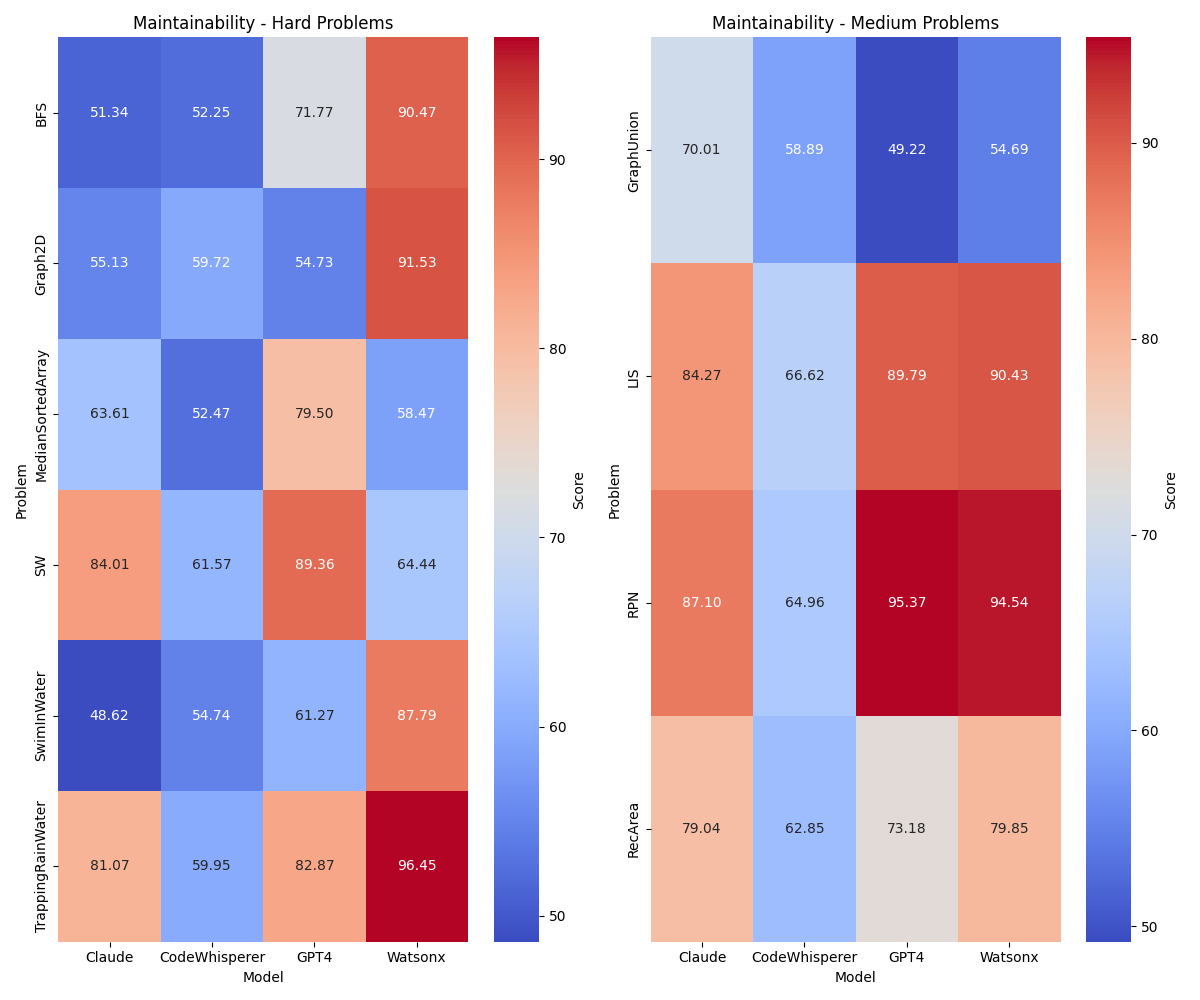 Maintainability - Hard Problems
Problem
BFS
51.34 52.25 71.77 90.47
Graph2D
55.13 59.72 54.73 91.53
MedianSortedArray
63.61 52.47 79.50 58.47
SW
84.01 61.57 89.36 64.44
SwimInWater
48.62 54.74 61.27 87.79
TrappingRainWater
81.07 59.95 82.87 96.45
Claude CodeWhisperer GPT4 Watsonx
Model
90
80
70
60
50
Score
Maintainability - Medium Problems
Problem
GraphUnion
70.01 58.89 49.22 54.69
LIS
84.27 66.62 89.79 90.43
RPN
87.10 64.96 95.37 94.54
RecArea
79.04 62.85 73.18 79.85
Claude CodeWhisperer GPT4 Watsonx
Model
90
80
70
60
50
Score